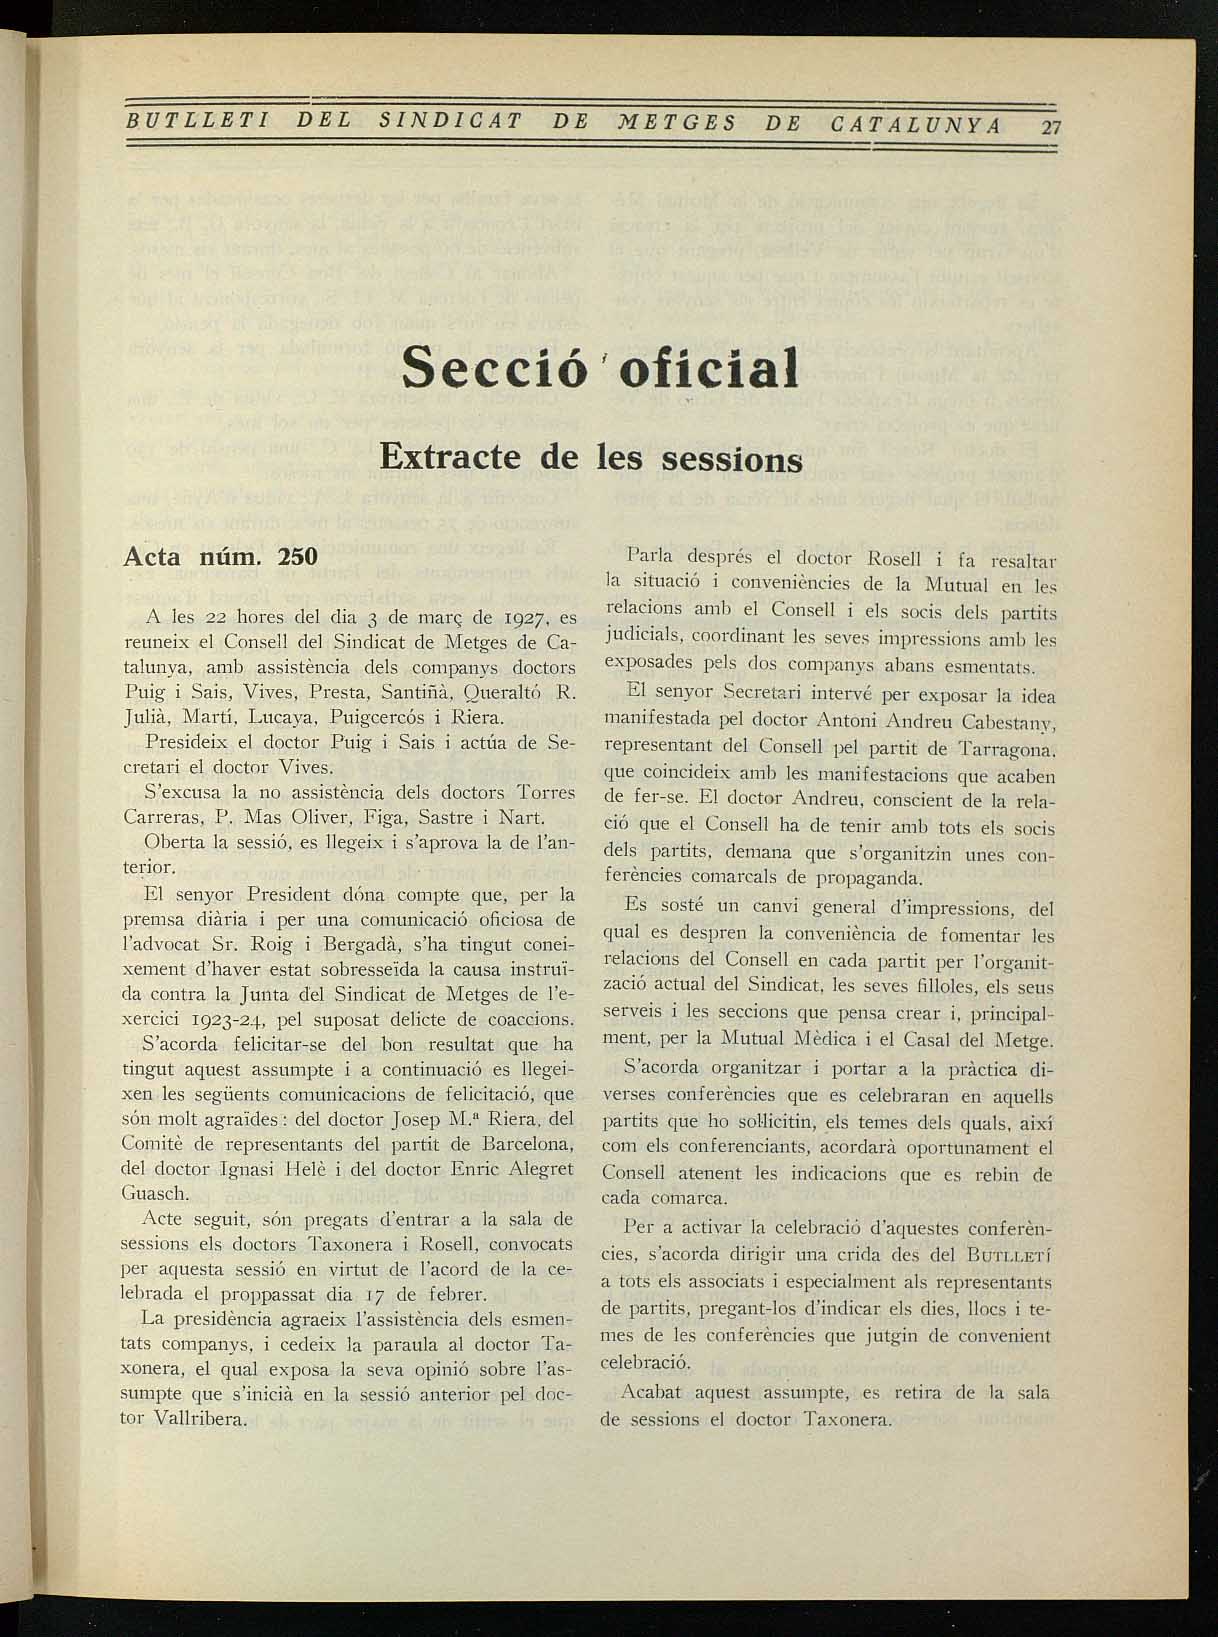 BUTLLETI DEL SINDICAT DE METGES DE CATALUNYA 27
Secció oficial
Extracte de les sessions
Acta núm. 250
A les 22 hores del dia 3 de març de 1927, es
reuneix el Consell del Sindicat de Metges de Ca-
talunya, amb assistència dels companys doctors
Puig i Sais, Vives, Presta, Santiñà, Queraltó R.
Julià, Martí, Lucaya, Puigcercós i Riera.
Presideix el doctor Puig i Sais i actúa de Se-
cretari el doctor Vives.
S'excusa la no assistència dels doctors Torres
Carreras, P. Mas Oliver, Figa, Sastre i Nart.
Oberta la sessió, es llegeix i s'aprova la de l'an-
terior.
El senyor President dóna compte que, per la
premsa diària i per una comunicació oficiosa de
l'advocat Sr. Roig i Bergadà, s'ha tingut conei-
xement d'haver estat sobresseïda la causa instruï-
da contra la Junta del Sindicat de Metges de l'e-
xercici 1923-24, pel suposat delicte de coaccions.
S'acorda felicitar-se del bon resultat que ha
tingut aquest assumpte i a continuació es llegei-
xen les següents comunicacions de felicitació, que
són molt agraïdes: del doctor Josep M.ª Riera, del
Comitè de representants del partit de Barcelona,
del doctor Ignasi Helè i del doctor Enric Alegret
Guasch.
Acte seguit, són pregats d'entrar a la sala de
sessions els doctors Taxonera i Rosell, convocats
per aquesta sessió en virtut de l'acord de la ce-
lebrada el proppassat dia 17 de febrer.
La presidència agraeix l'assistència dels esmen-
tats companys, i cedeix la paraula al doctor Ta-
xonera, el qual exposa la seva opinió sobre l'as-
sumpte que s'inicià en la sessió anterior pel doc-
tor Vallribera.
Parla després el doctor Rosell i fa resaltar
la situació i conveniències de la Mutual en les
relacions amb el Consell i els socis dels partits
judicials, coordinant les seves impressions amb les
exposades pels dos companys abans esmentats.
El senyor Secretari intervé per exposar la idea
manifestada pel doctor Antoni Andreu Cabestany,
representant del Consell pel partit de Tarragona,
que coincideix amb les manifestacions que acaben
de fer-se. El doctor Andreu, conscient de la rela-
ció que el Consell ha de tenir amb tots els socis
dels partits, demana que s'organitzin unes con-
ferències comarcals de propaganda.
Es sosté un canvi general d'impressions, del
qual es despren la conveniència de fomentar les
relacions del Consell en cada partit per l'organit-
zació actual del Sindicat, les seves filloles, els seus
serveis i les seccions que pensa crear i, principal-
ment, per la Mutual Mèdica i el Casal del Metge.
S'acorda organitzar i portar a la pràctica di-
verses conferències que es celebraran en aquells
partits que ho sol·licitin, els temes dels quals, així
com els conferenciants, acordarà oportunament el
Consell atenent les indicacions que es rebin de
cada comarca.
Per a activar la celebració d'aquestes conferèn-
cies, s'acorda dirigir una crida des del BUTLLETÍ
a tots els associats i especialment als representants
de partits, pregant-los d'indicar els dies, llocs i te-
mes de les conferències que jutgin de convenient
celebració.
Acabat aquest assumpte, es retira de la sala
de sessions el doctor Taxonera.